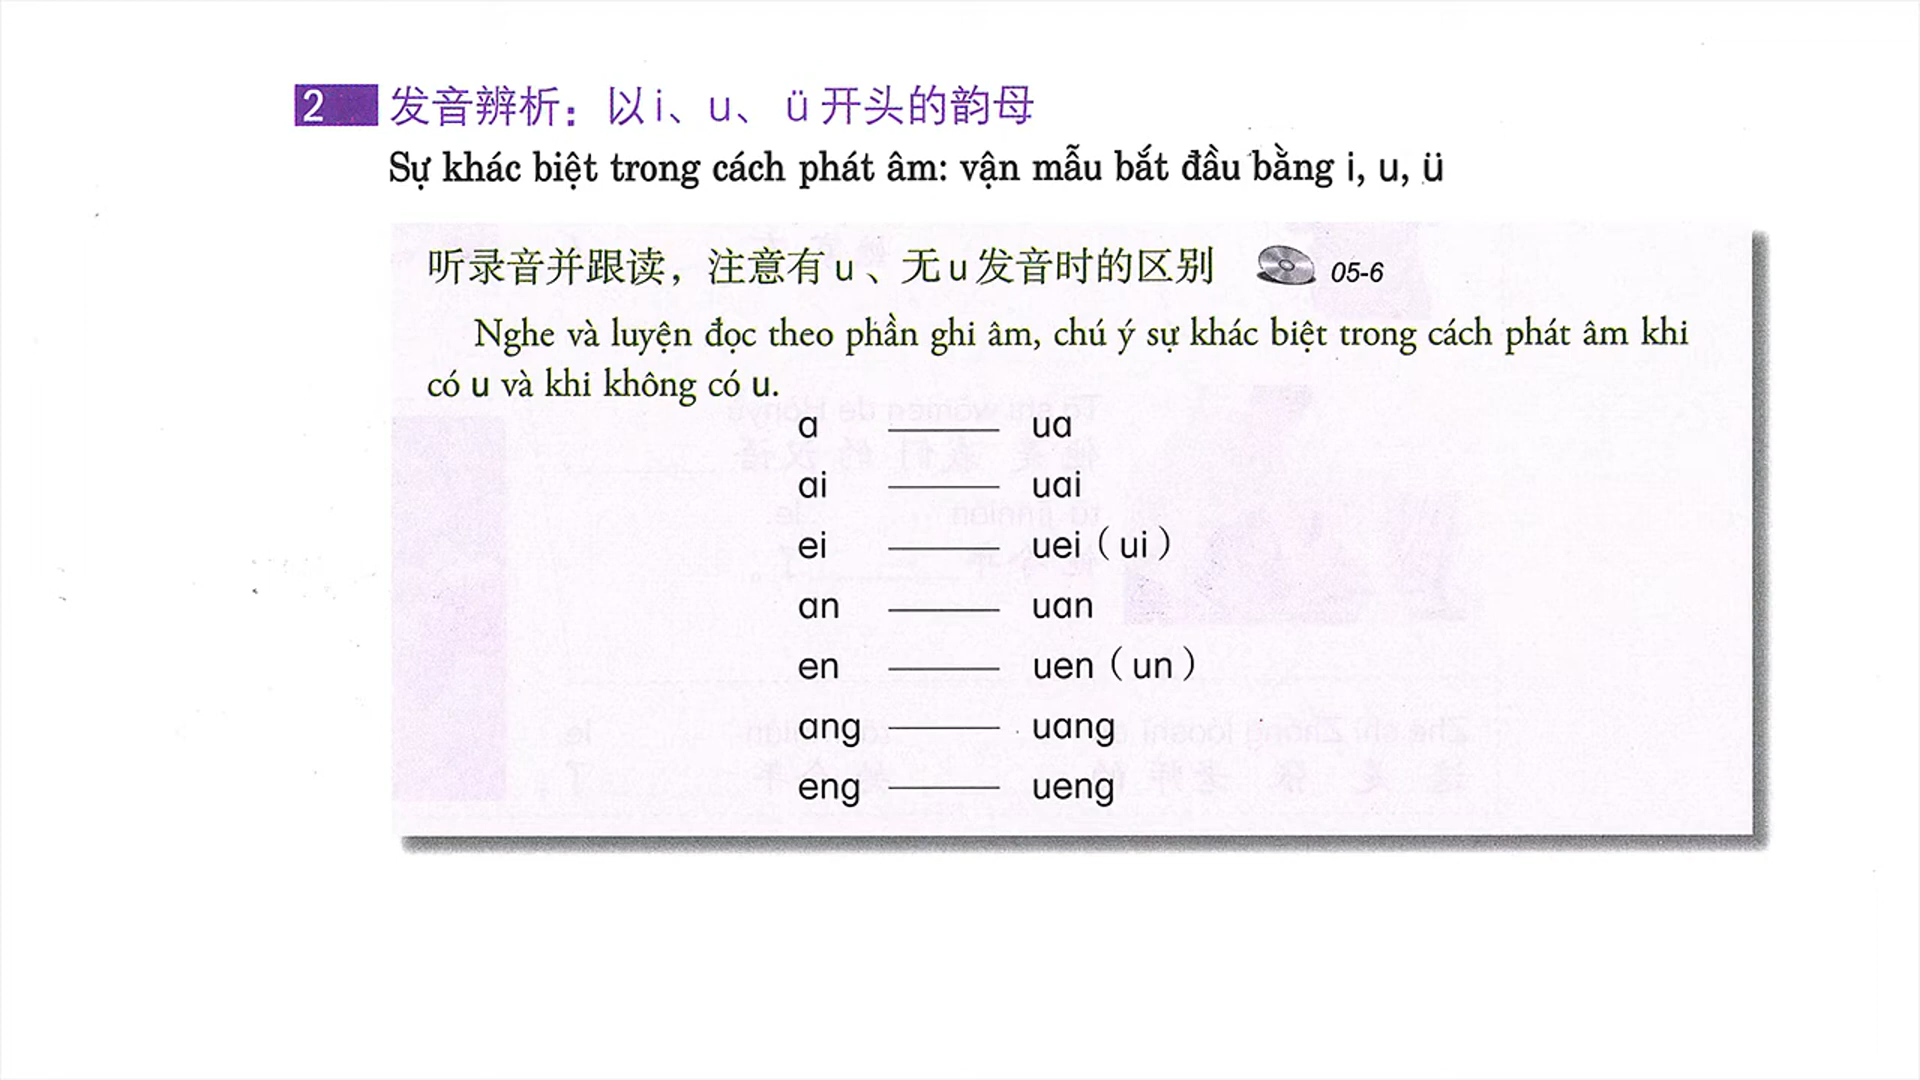 2 发音辨析：以 i、u、ü 开头的韵母
Sự khác biệt trong cách phát âm: vận mẫu bắt đầu bằng i, u, ü
听录音并跟读，注意有 u 、无 u 发音时的区别 05-6
Nghe và luyện đọc theo phần ghi âm, chú ý sự khác biệt trong cách phát âm khi
có u và khi không có u.
a ——— ua
ai ——— uai
ei ——— uei（ui）
an ——— uan
en ——— uen（un）
ang ——— uang
eng ——— ueng